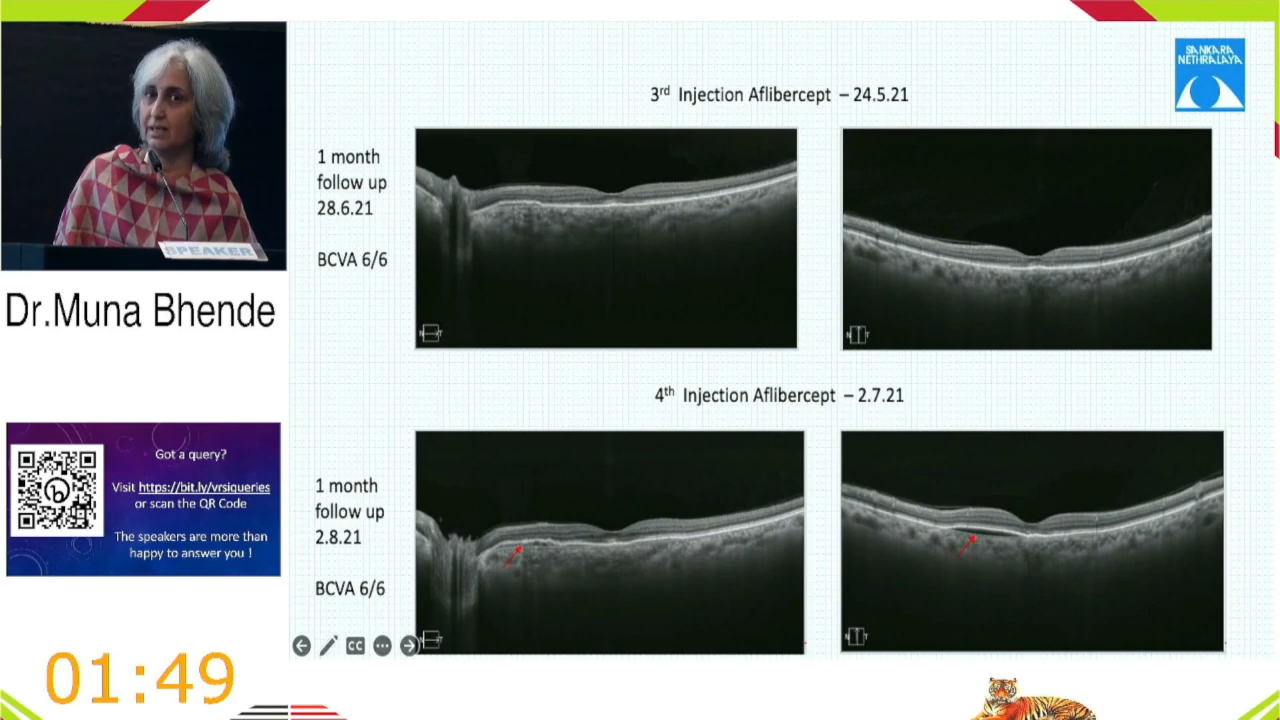 SANKARA
NETHRALAYA
3rd Injection Aflibercept – 24.5.21
1 month
follow up
28.6.21
BCVA 6/6
SPEAKER
Dr.Muna Bhende
4th Injection Aflibercept – 2.7.21
1 month
follow up
2.8.21
BCVA 6/6
Got a query?
Visit https://bit.ly/vrsiqueries
or scan the QR Code
The speakers are more than
happy to answer you !
CC
01:49